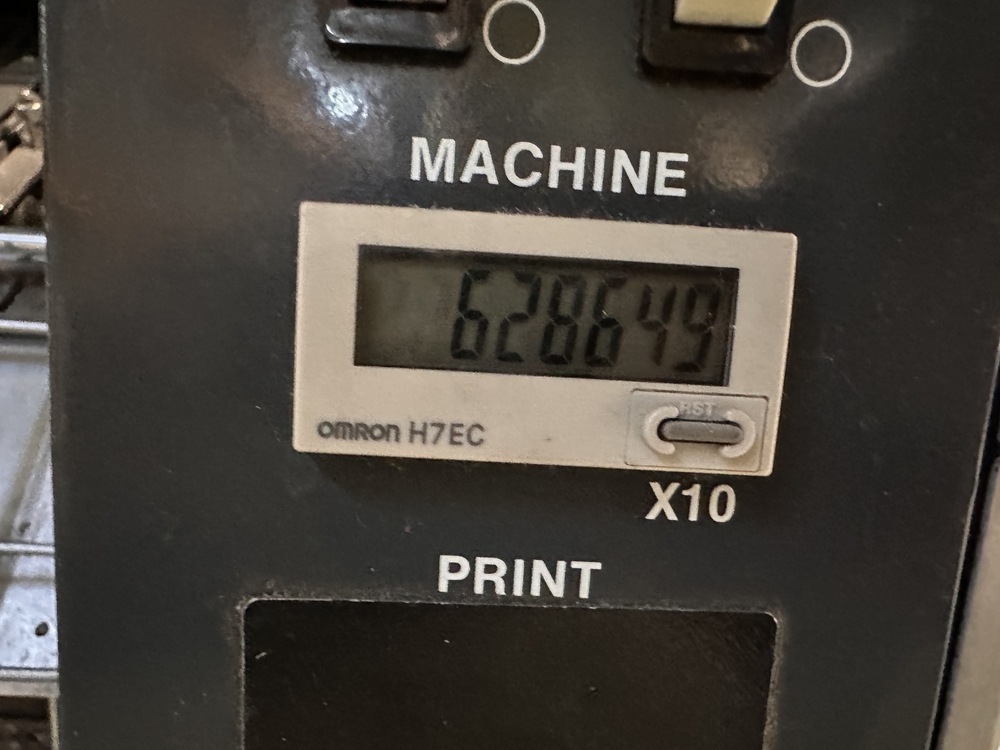 MACHINE
628649
RST
omron H7EC
X10
PRINT